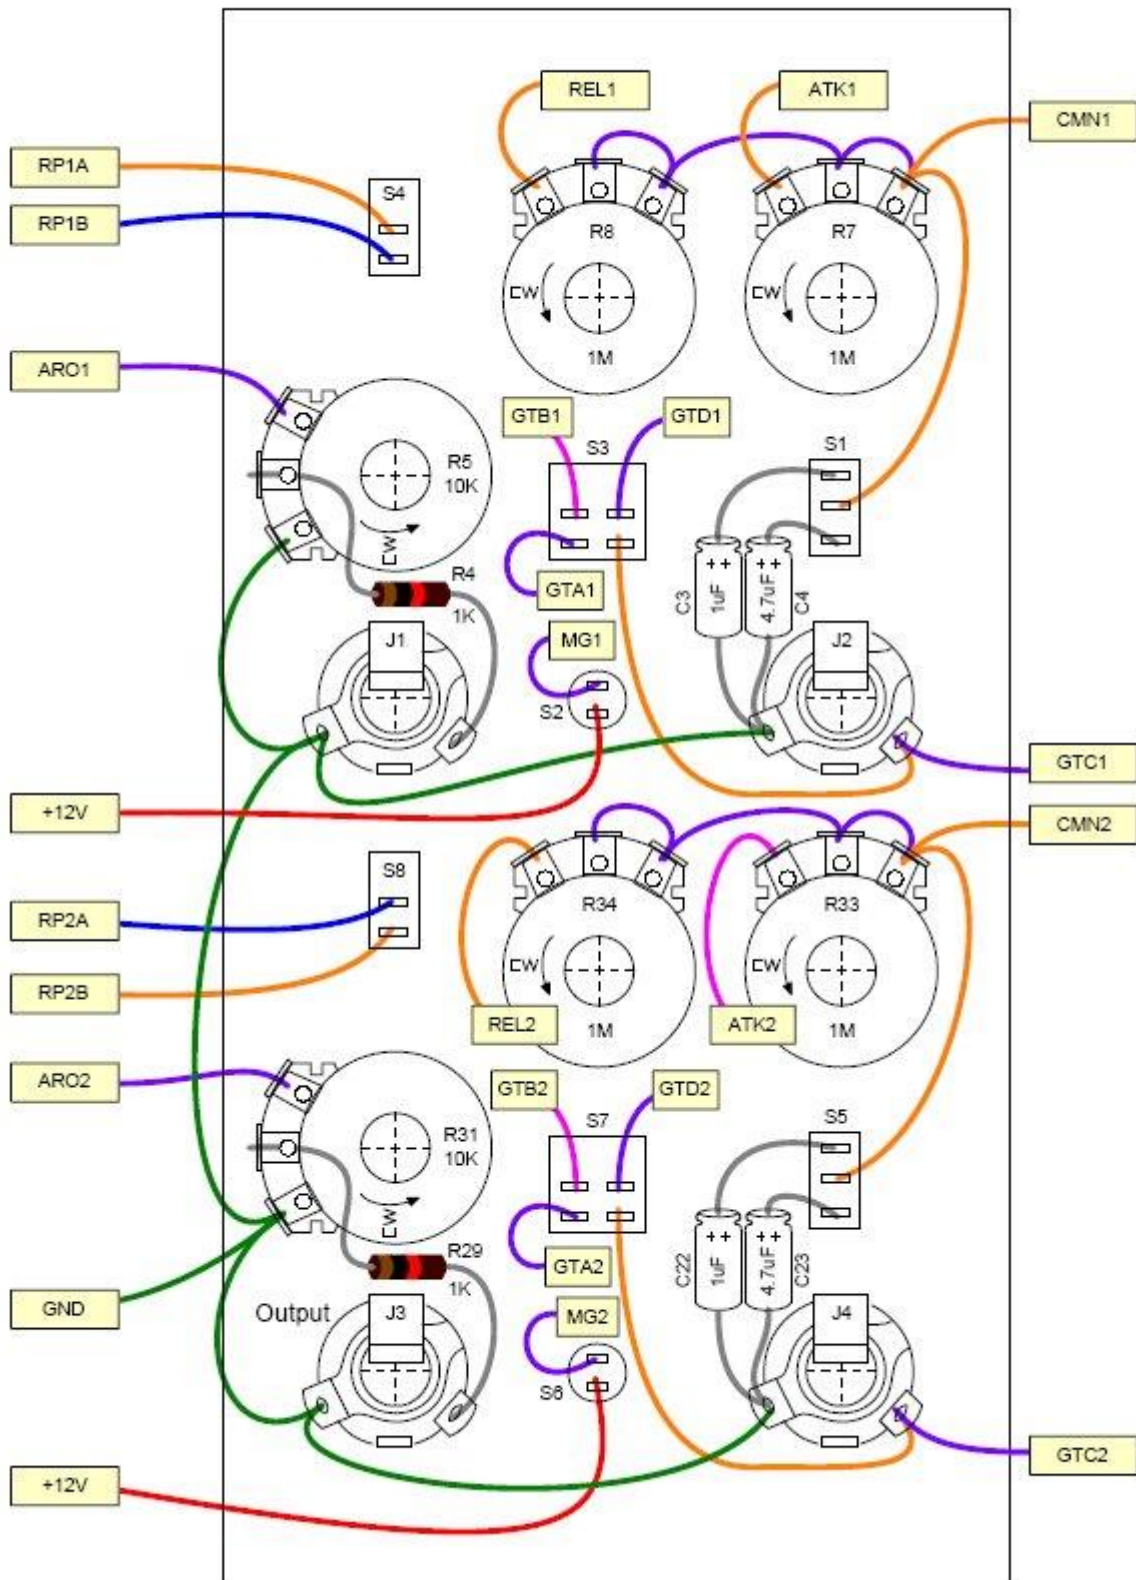 REL1
ATK1
CMN1
RP1A
S4
RP1B
R8
R7
CW
CW
1M
1M
ARO1
GTB1
GTD1
S3
S1
R5
10K
CW
R4
1K
GTA1
C3
1uF
++
4.7uF
++
C4
MG1
J1
J2
S2
GTC1
+12V
CMN2
S8
RP2A
R34
R33
CW
CW
RP2B
REL2
1M
ATK2
1M
ARO2
GTB2
GTD2
S7
S5
R31
10K
CW
R29
1K
GTA2
C22
1uF
++
4.7uF
++
C23
GND
Output
J3
MG2
J4
S6
GTC2
+12V